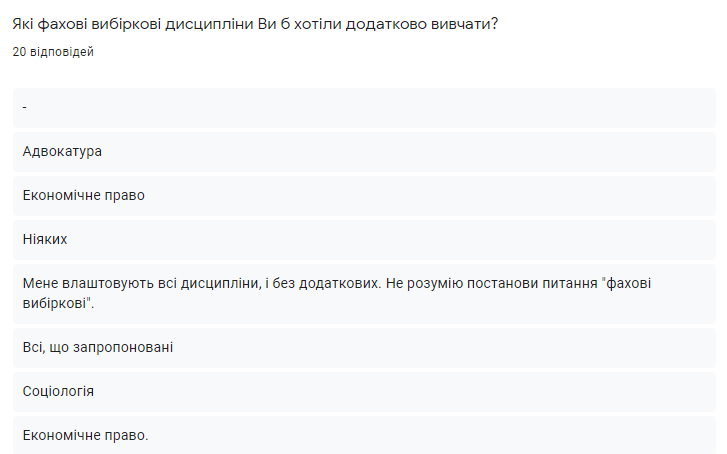 Які фахові вибіркові дисципліни Ви б хотіли додатково вивчати?
20 відповідей
-
Адвокатура
Економічне право
Ніяких
Мене влаштовують всі дисципліни, і без додаткових. Не розумію постанови питання "фахові
вибіркові".
Всі, що запропоновані
Соціологія
Економічне право.